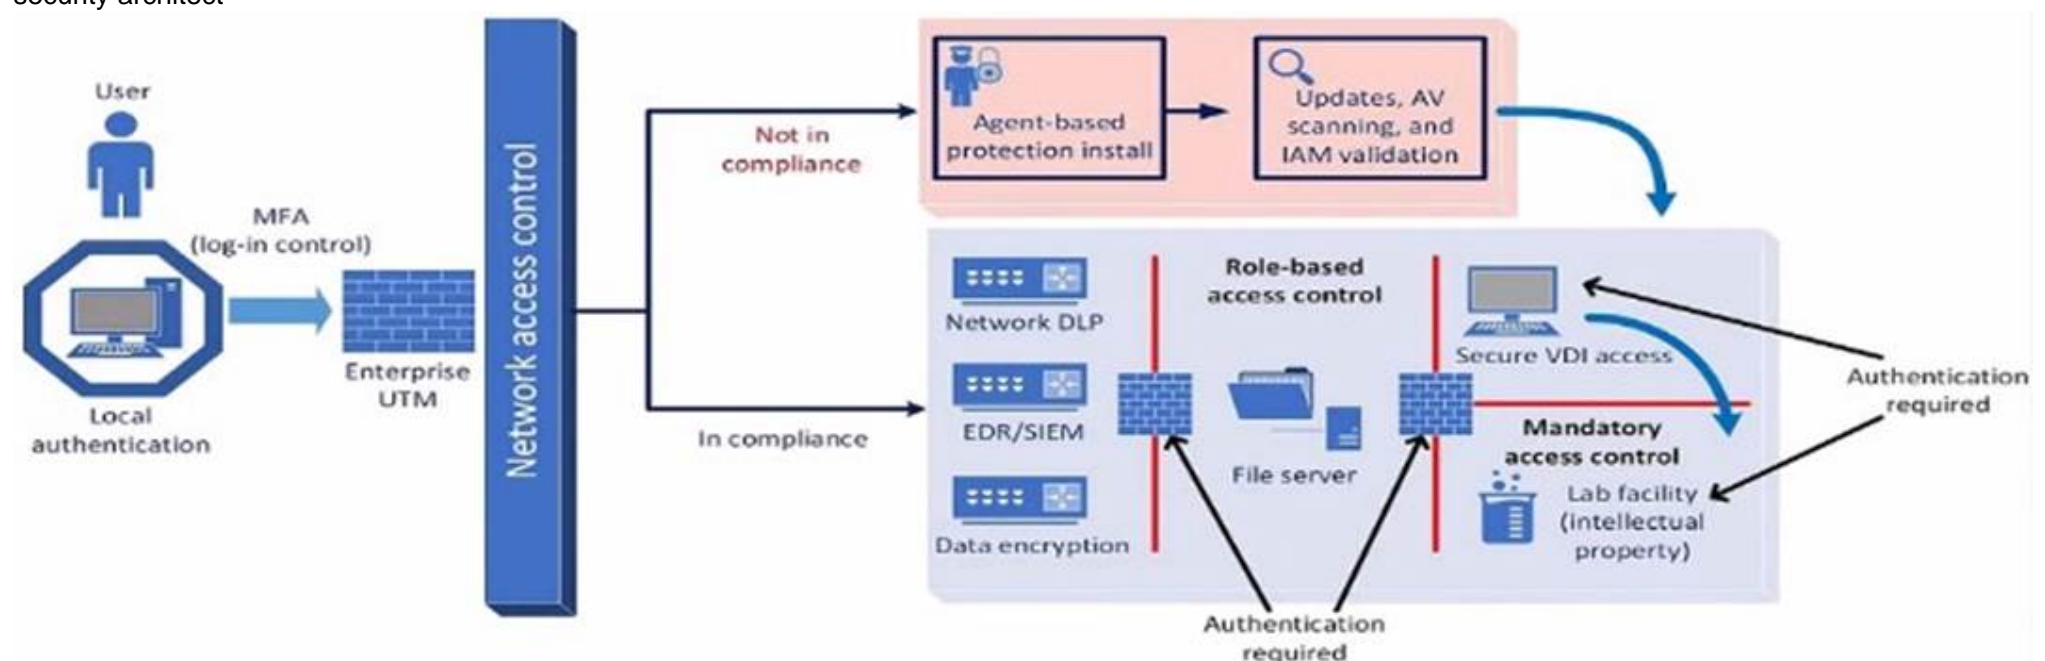 security architect
User
MFA
(log-in control)
Local
authentication
Enterprise
UTM
Network access control
Not in
compliance
In compliance
Agent-based
protection install
Updates, AV
scanning, and
IAM validation
Network DLP
EDR/SIEM
Data encryption
Role-based
access control
File server
Secure VDI access
Mandatory
access control
Lab facility
(intellectual
property)
Authentication
required
Authentication
required